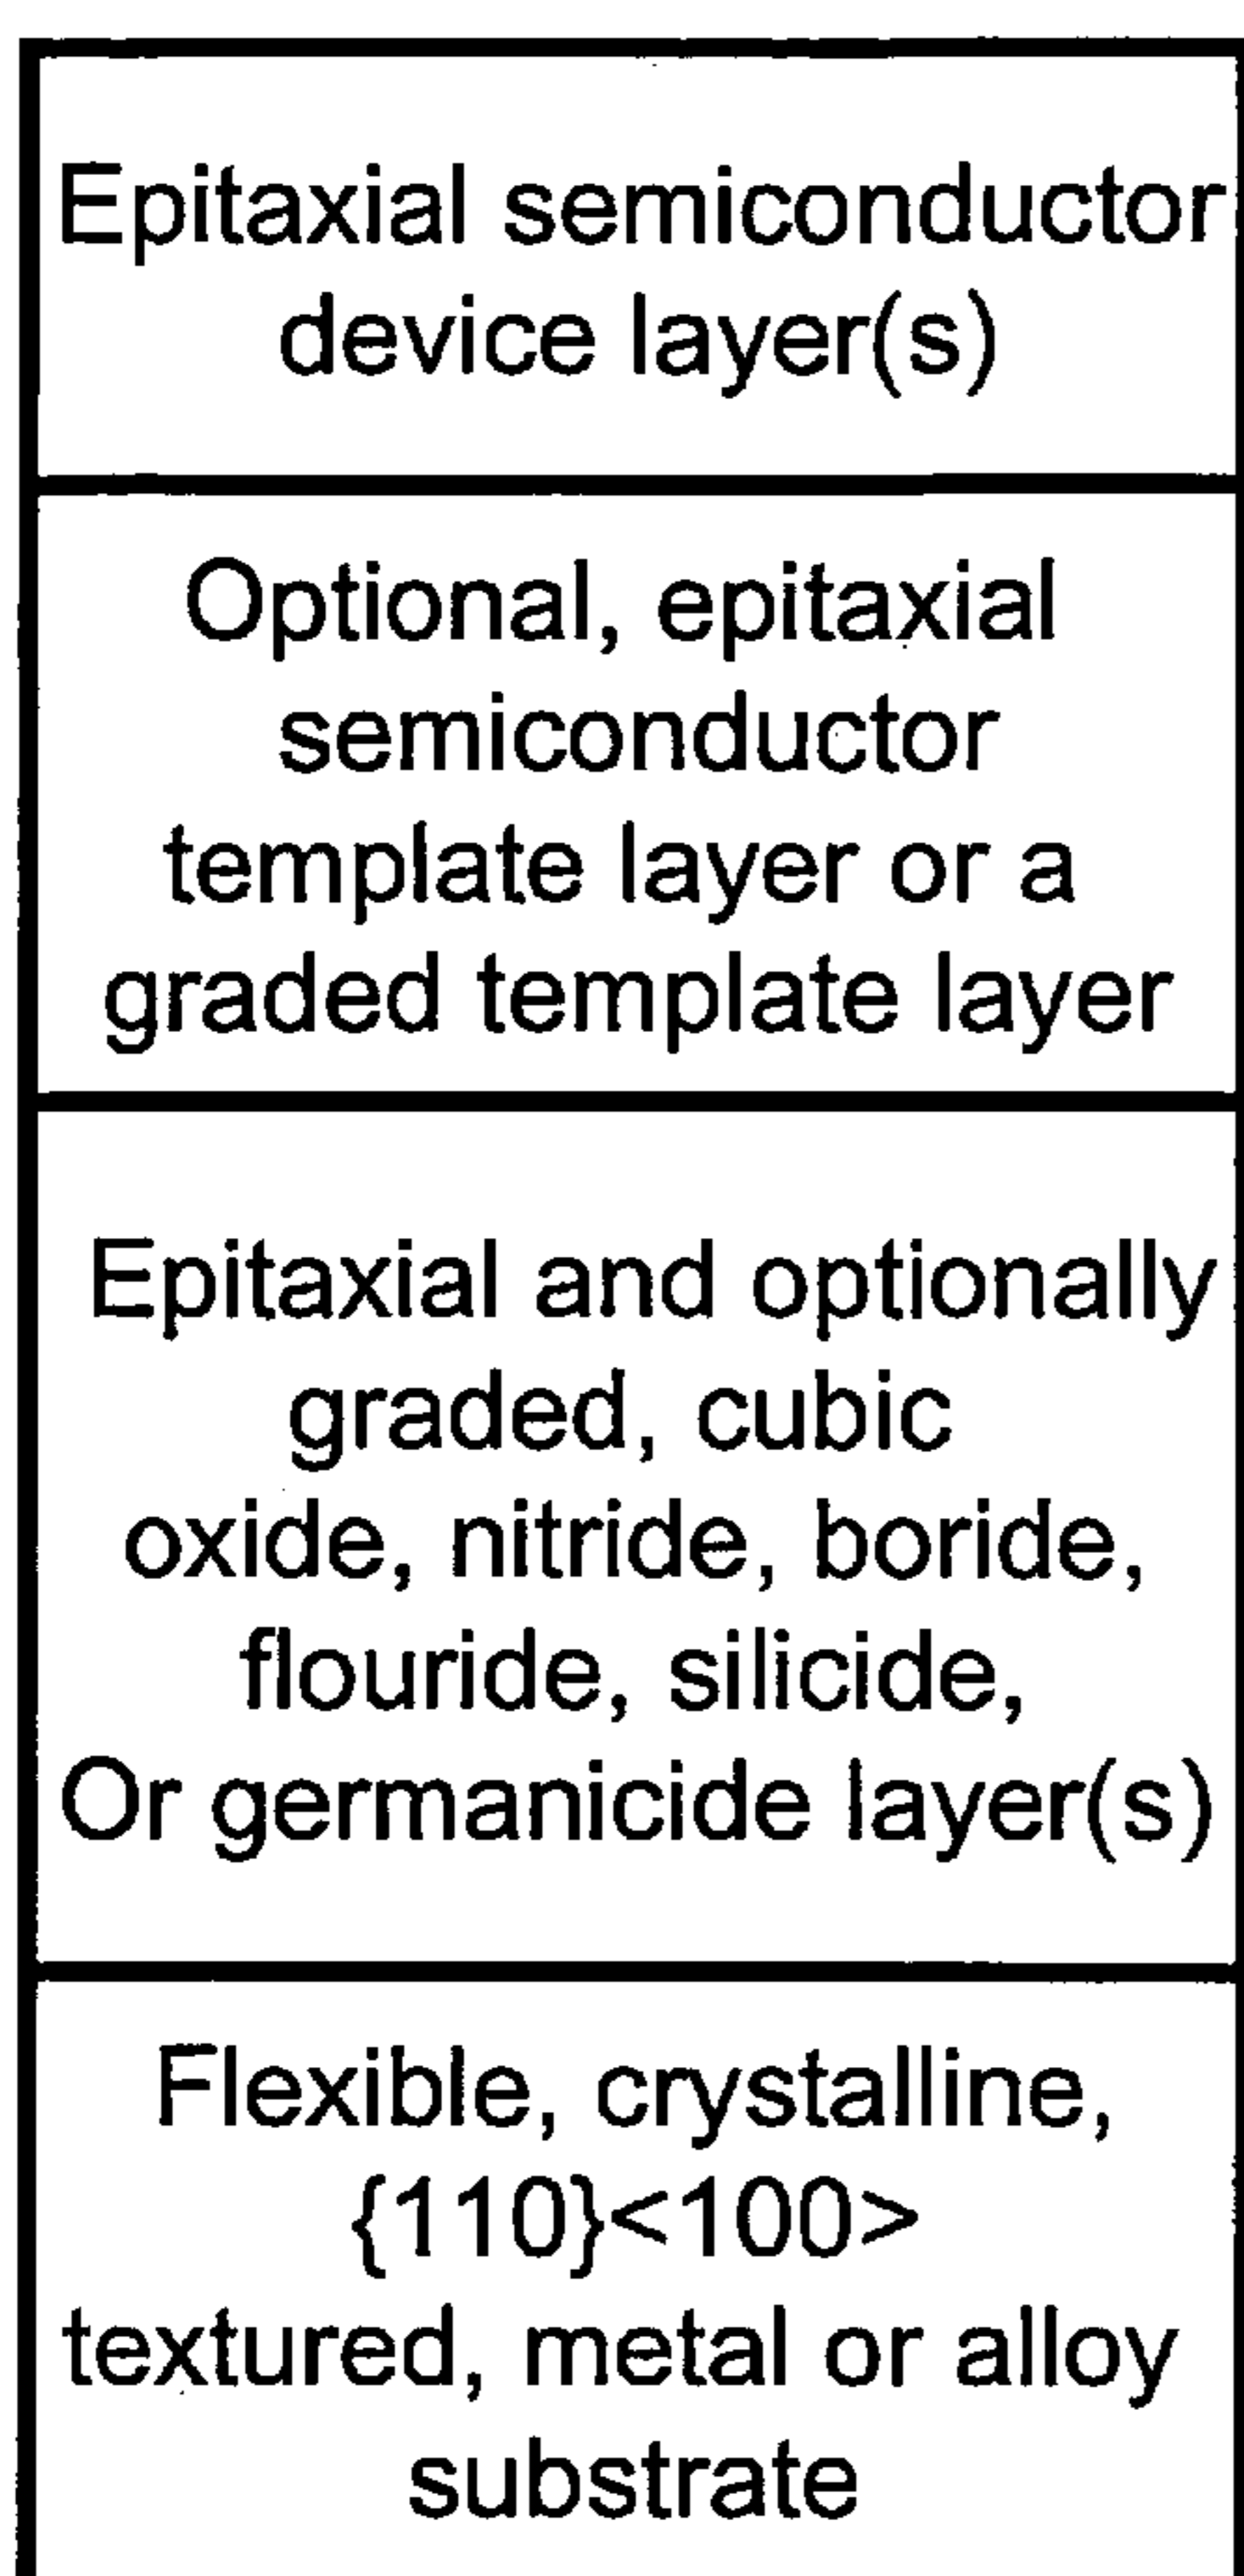 Epitaxial semiconductor
device layer(s)
Optional, epitaxial
semiconductor
template layer or a
graded template layer
Epitaxial and optionally
graded, cubic
oxide, nitride, boride,
flouride, silicide,
Or germanicide layer(s)
Flexible, crystalline,
{110}<100>
textured, metal or alloy
substrate